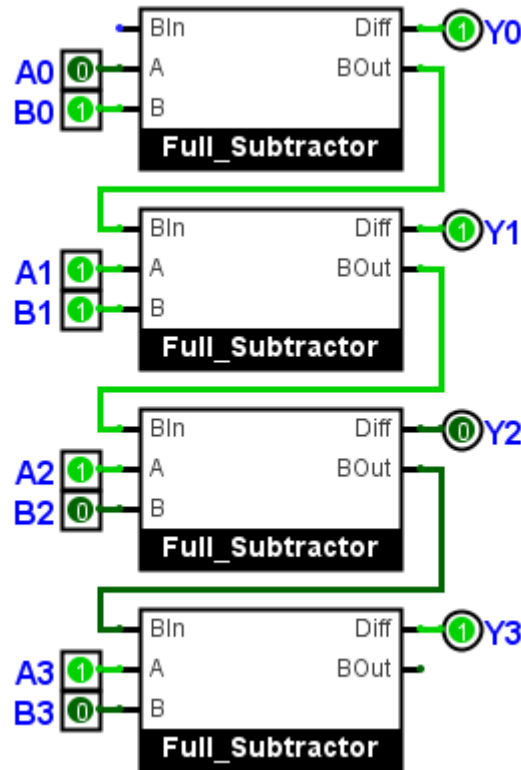 BIn Diff 1 Y0
A0 0 A BOut
B0 1 B
Full_Subtractor
BIn Diff 1 Y1
A1 1 A BOut
B1 1 B
Full_Subtractor
BIn Diff 0 Y2
A2 1 A BOut
B2 0 B
Full_Subtractor
BIn Diff 1 Y3
A3 1 A BOut
B3 0 B
Full_Subtractor